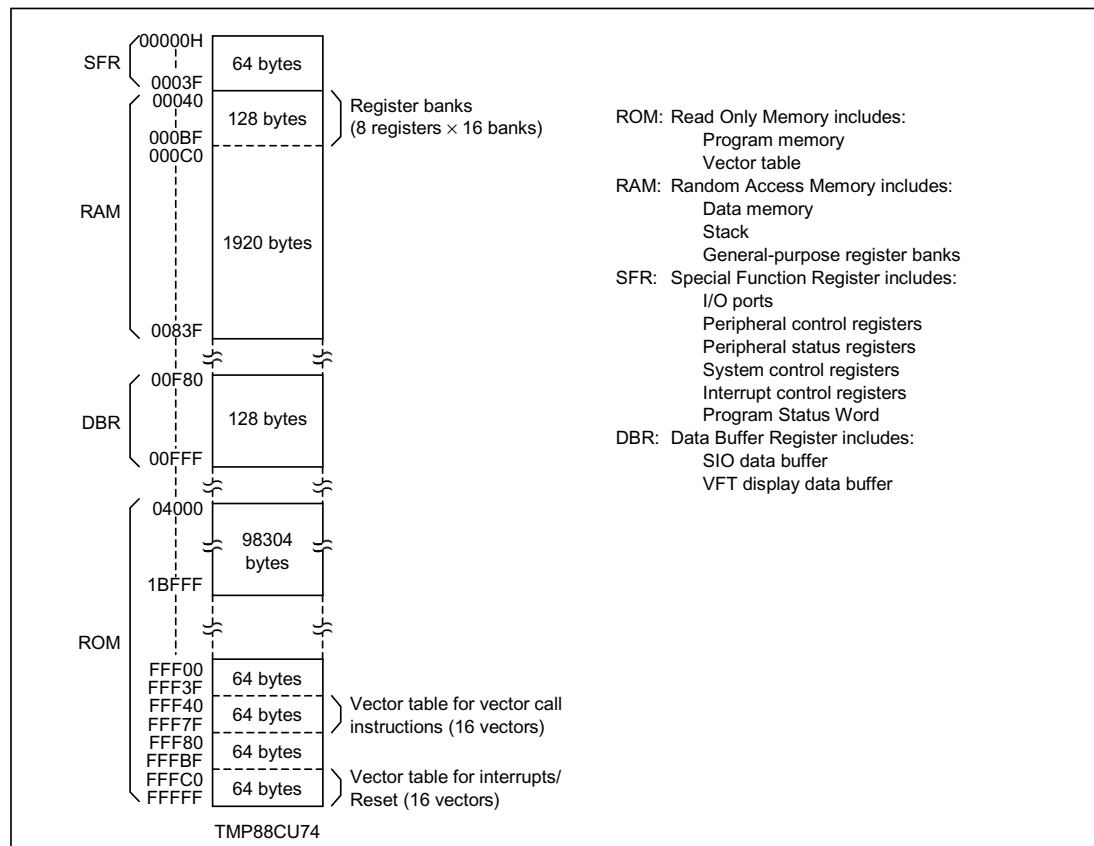 00000H
SFR
64 bytes
0003F
00040
128 bytes
Register banks
(8 registers × 16 banks)
000BF
000C0
RAM
1920 bytes
0083F
00F80
DBR
128 bytes
00FFF
04000
98304
bytes
1BFFF
ROM
FFF00
64 bytes
FFF3F
FFF40
64 bytes
Vector table for vector call
instructions (16 vectors)
FFF7F
FFF80
64 bytes
FFFBF
FFFC0
64 bytes
Vector table for interrupts/
Reset (16 vectors)
FFFFF
TMP88CU74
ROM: Read Only Memory includes:
Program memory
Vector table
RAM: Random Access Memory includes:
Data memory
Stack
General-purpose register banks
SFR: Special Function Register includes:
I/O ports
Peripheral control registers
Peripheral status registers
System control registers
Interrupt control registers
Program Status Word
DBR: Data Buffer Register includes:
SIO data buffer
VFT display data buffer